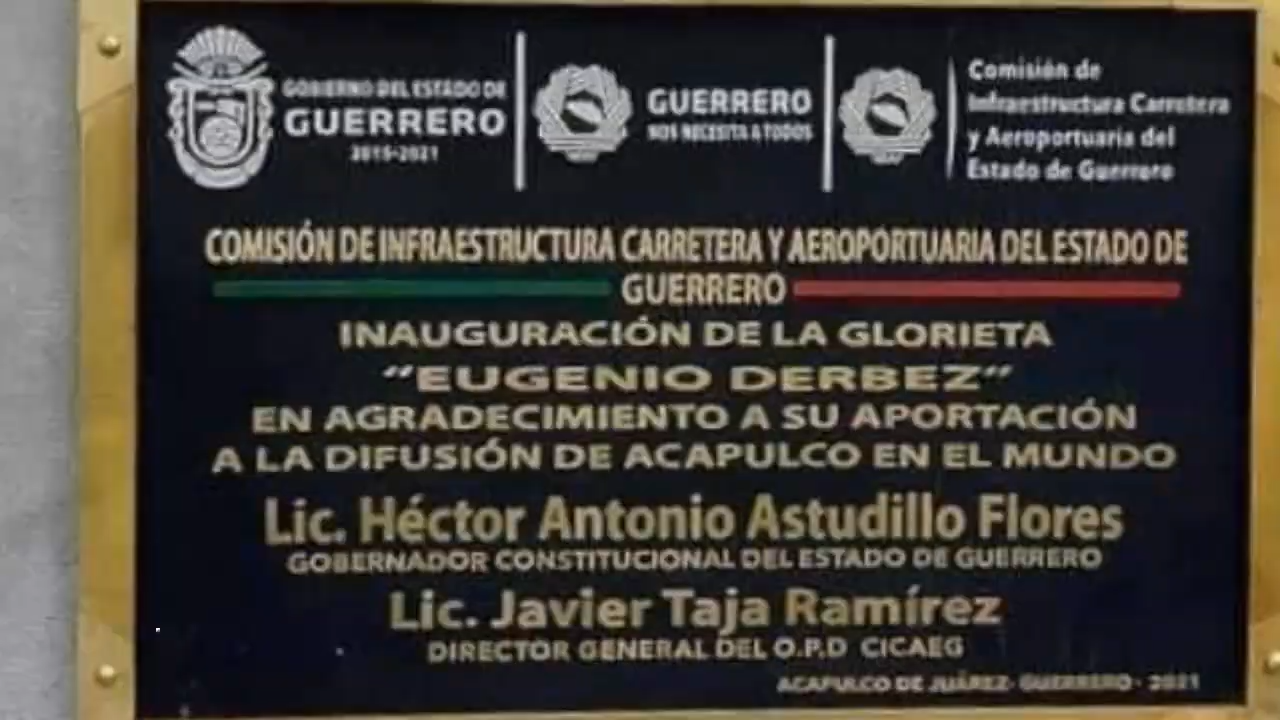 GOBIERNO DEL ESTADO DE
GUERRERO
2015-2021
GUERRERO
NOS NECESITA A TODOS
Comisión de
Infraestructura Carretera
y Aeroportuaria del
Estado de Guerrero
COMISIÓN DE INFRAESTRUCTURA CARRETERA Y AEROPORTUARIA DEL ESTADO DE
GUERRERO
INAUGURACIÓN DE LA GLORIETA
“EUGENIO DERBEZ”
EN AGRADECIMIENTO A SU APORTACIÓN
A LA DIFUSIÓN DE ACAPULCO EN EL MUNDO
Lic. Héctor Antonio Astudillo Flores
GOBERNADOR CONSTITUCIONAL DEL ESTADO DE GUERRERO
Lic. Javier Taja Ramírez
DIRECTOR GENERAL DEL O.P.D CICAEG
ACAPULCO DE JUÁREZ- GUERRERO - 2021